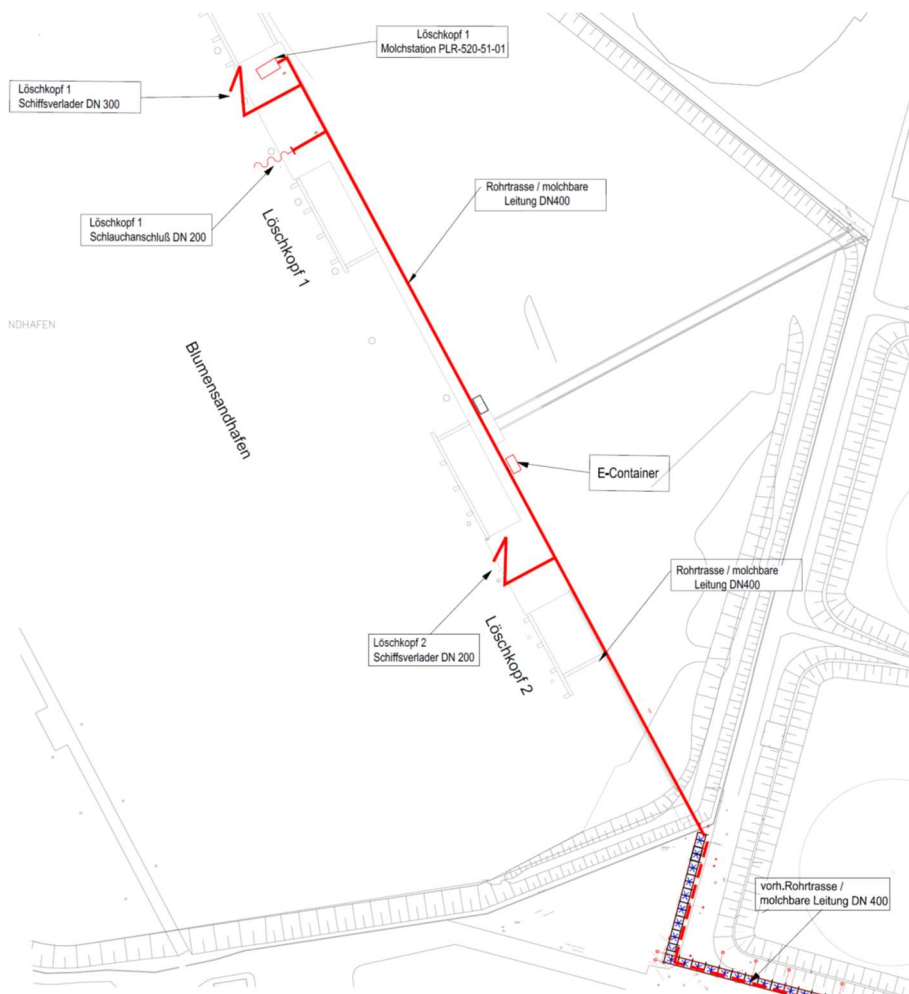 Löschkopf 1
Molchstation PLR-520-51-01
Löschkopf 1
Schiffsverlader DN 300
Rohrtrasse / molchbare
Leitung DN400
Löschkopf 1
Schlauchanschluß DN 200
Löschkopf 1
NDHAFEN
Blumensandhafen
E-Container
Rohrtrasse / molchbare
Leitung DN400
Löschkopf 2
Schiffsverlader DN 200
Löschkopf 2
vorh.Rohrtrasse /
molchbare Leitung DN 400